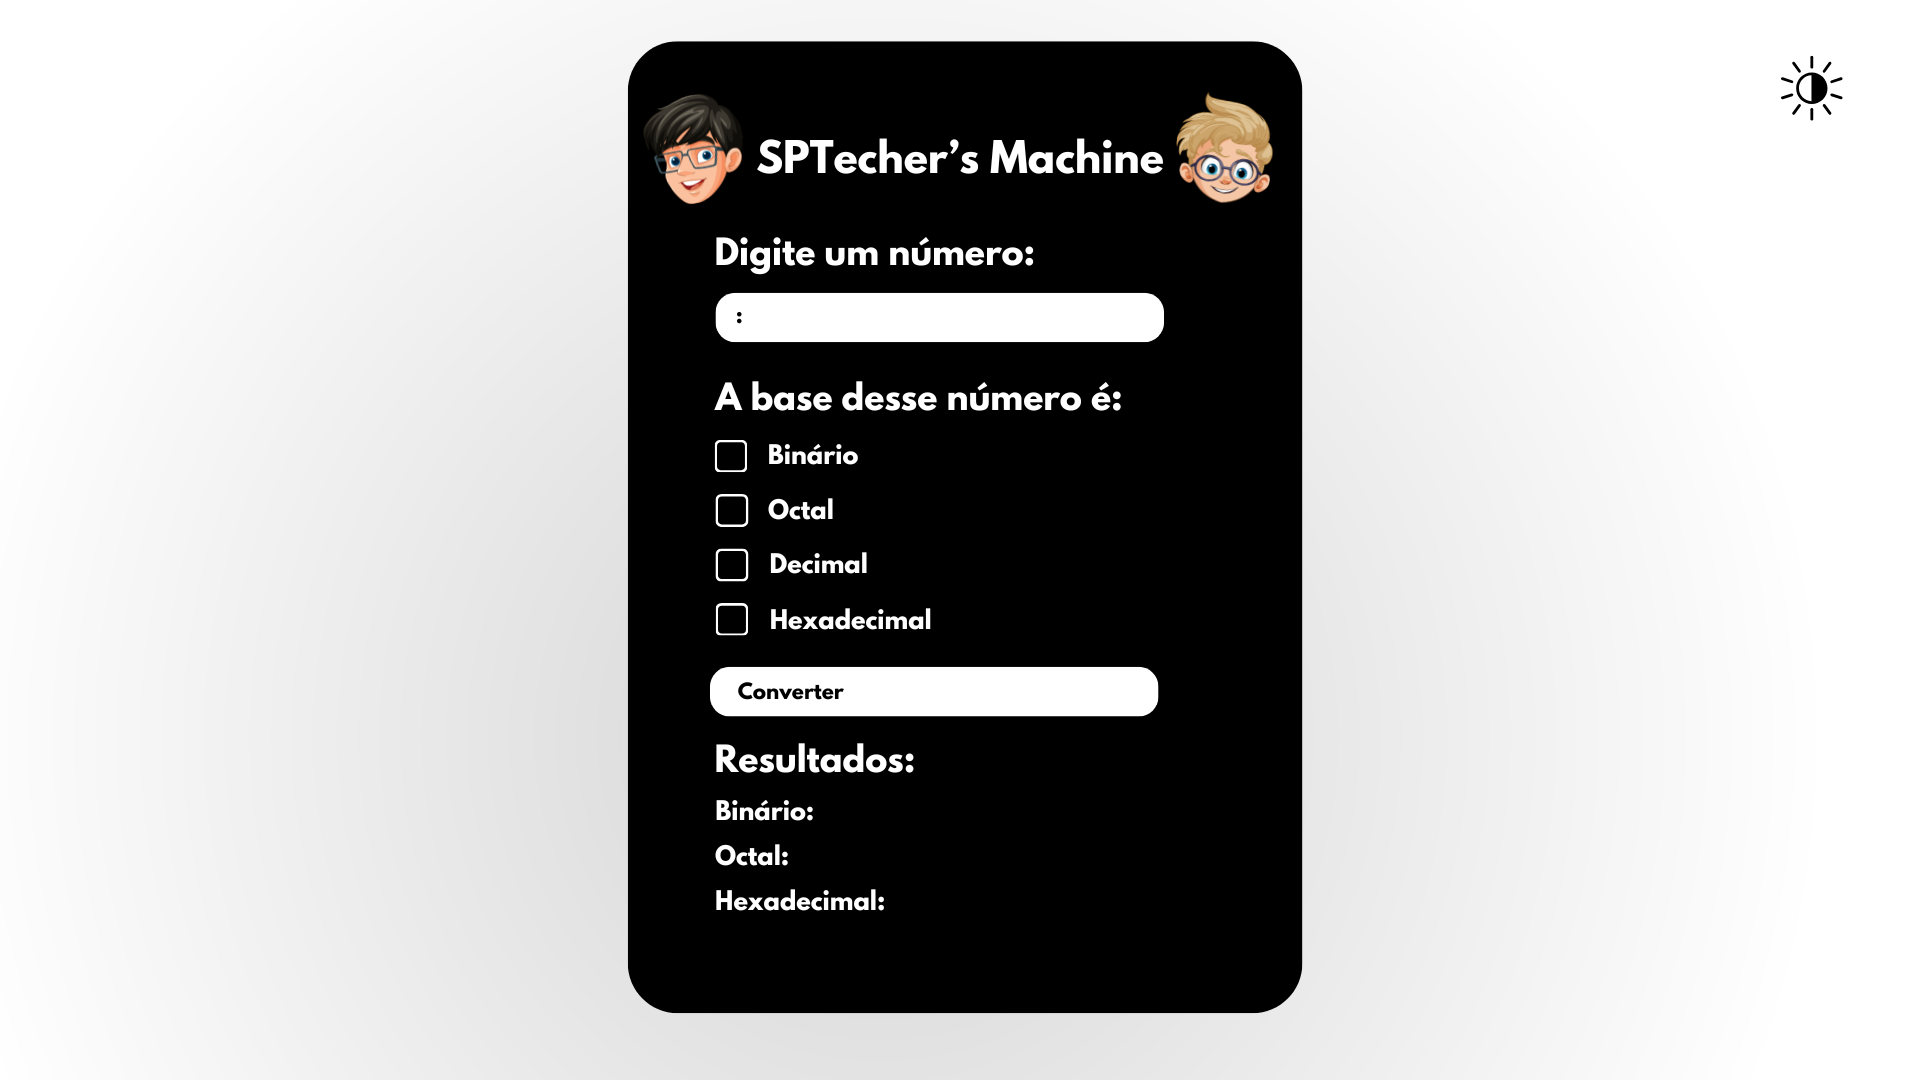 SPTecher’s Machine
Digite um número:
:
A base desse número é:
Binário
Octal
Decimal
Hexadecimal
Converter
Resultados:
Binário:
Octal:
Hexadecimal: